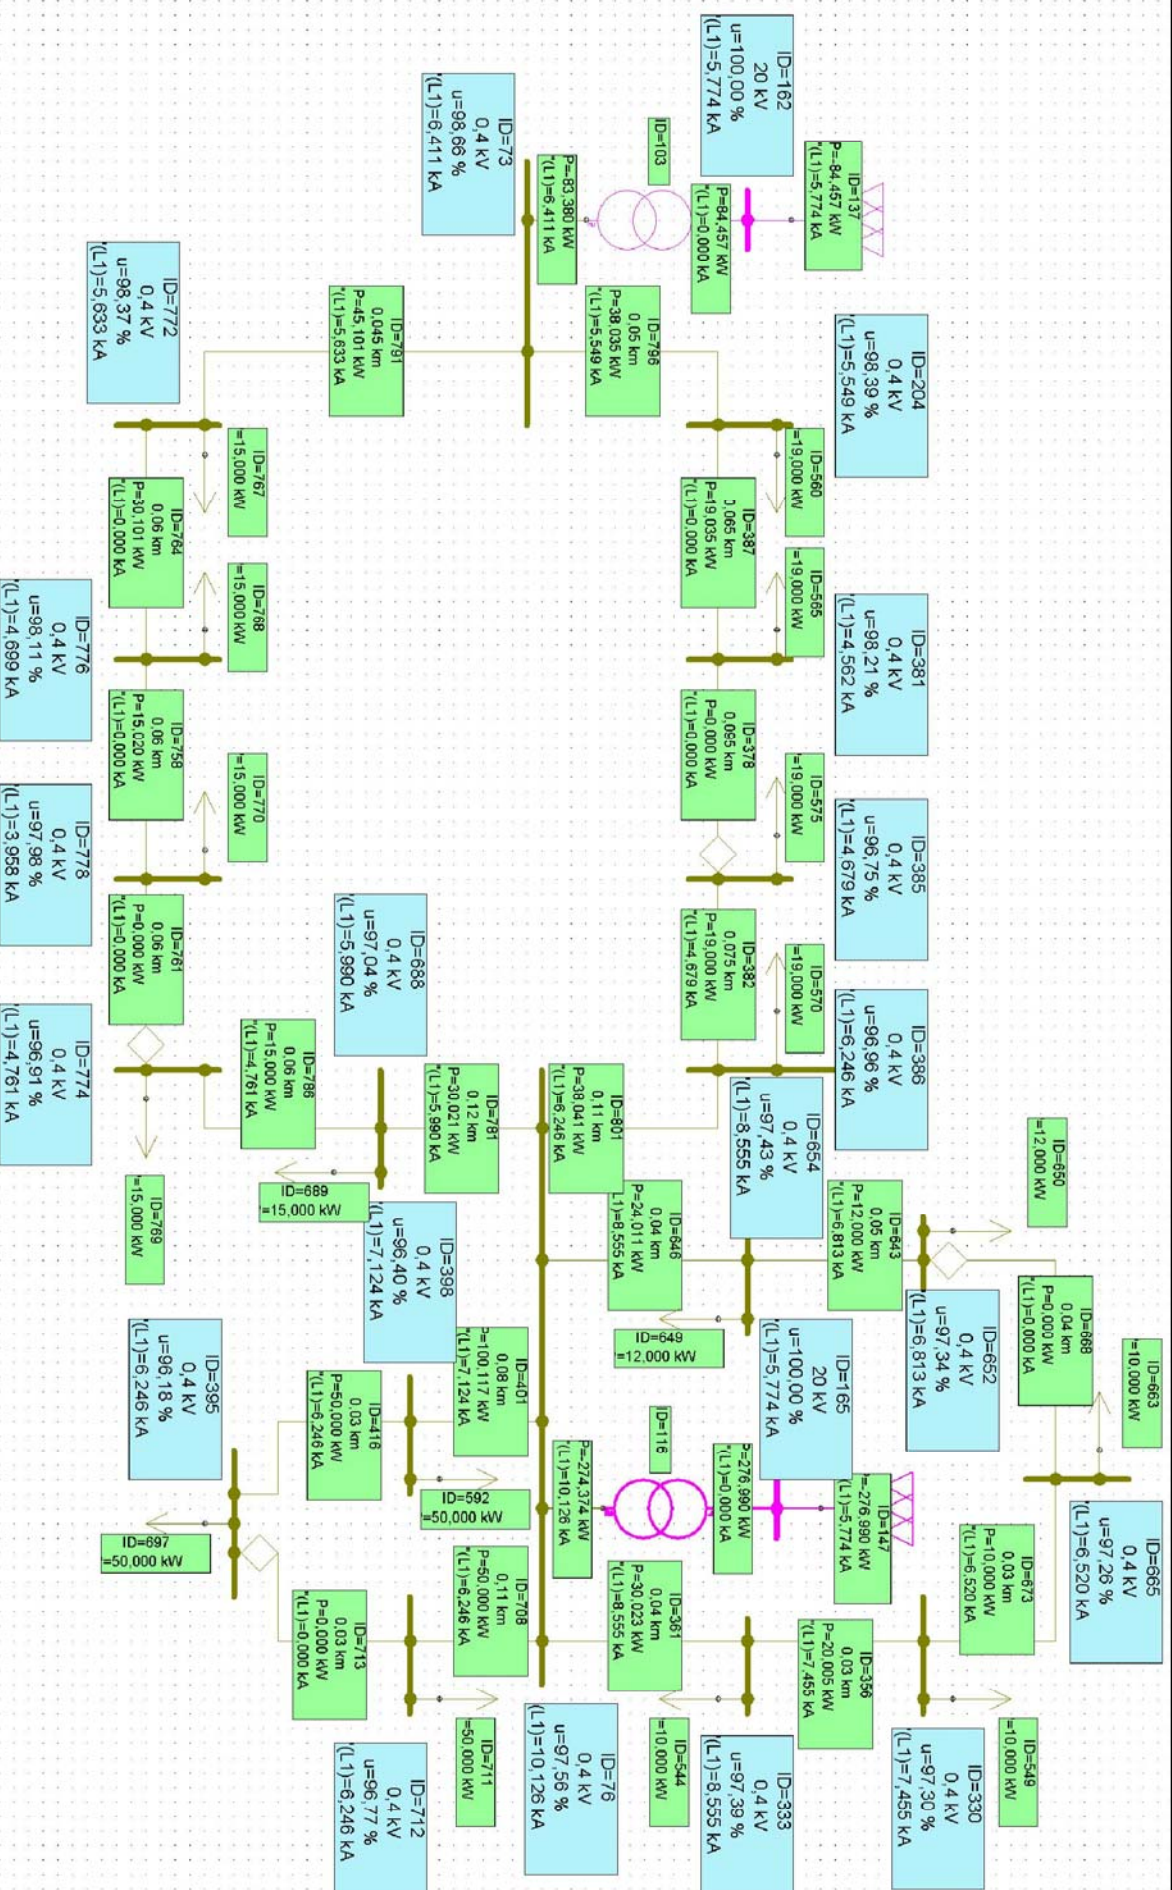 ID=162
20 kV
u=100,00 %
"(L1)=5,774 kA
ID=137
P=-84,457 kW
"(L1)=5,774 kA
ID=103
P=84,457 kW
"(L1)=0,000 kA
P=-83,380 kW
"(L1)=6,411 kA
ID=73
0,4 kV
u=98,66 %
"(L1)=6,411 kA
ID=796
0,05 km
P=38,035 kW
"(L1)=5,549 kA
ID=791
0,045 km
P=45,101 kW
"(L1)=5,633 kA
ID=204
0,4 kV
u=98,39 %
"(L1)=5,549 kA
ID=772
0,4 kV
u=98,37 %
"(L1)=5,633 kA
ID=560
'=19,000 kW
ID=387
0,065 km
P=19,035 kW
"(L1)=0,000 kA
ID=565
'=19,000 kW
ID=381
0,4 kV
u=98,21 %
"(L1)=4,562 kA
ID=378
0,095 km
P=0,000 kW
"(L1)=0,000 kA
ID=575
'=19,000 kW
ID=385
0,4 kV
u=96,75 %
"(L1)=4,679 kA
ID=382
0,075 km
P=19,000 kW
"(L1)=4,679 kA
ID=570
'=19,000 kW
ID=386
0,4 kV
u=96,96 %
"(L1)=6,246 kA
ID=767
'=15,000 kW
ID=764
0,06 km
P=30,101 kW
"(L1)=0,000 kA
ID=768
'=15,000 kW
ID=776
0,4 kV
u=98,11 %
"(L1)=4,699 kA
ID=758
0,06 km
P=15,020 kW
"(L1)=0,000 kA
ID=770
'=15,000 kW
ID=778
0,4 kV
u=97,98 %
"(L1)=3,958 kA
ID=761
0,06 km
P=0,000 kW
"(L1)=0,000 kA
ID=774
0,4 kV
u=96,91 %
"(L1)=4,761 kA
ID=769
'=15,000 kW
ID=786
0,06 km
P=15,000 kW
"(L1)=4,761 kA
ID=688
0,4 kV
u=97,04 %
"(L1)=5,990 kA
ID=689
'=15,000 kW
ID=781
0,12 km
P=30,021 kW
"(L1)=5,990 kA
ID=801
0,11 km
P=38,041 kW
"(L1)=6,246 kA
ID=646
0,04 km
P=24,011 kW
L1)=8,555 kA
ID=654
0,4 kV
u=97,43 %
"(L1)=8,555 kA
ID=649
'=12,000 kW
ID=643
0,05 km
P=12,000 kW
"(L1)=6,813 kA
ID=650
'=12,000 kW
ID=652
0,4 kV
u=97,34 %
"(L1)=6,813 kA
ID=668
0,04 km
P=0,000 kW
"(L1)=0,000 kA
ID=663
'=10,000 kW
ID=665
0,4 kV
u=97,26 %
"(L1)=6,520 kA
ID=673
0,03 km
P=10,000 kW
"(L1)=6,520 kA
ID=165
20 kV
u=100,00 %
"(L1)=5,774 kA
ID=147
'=-276,990 kW
(L1)=5,774 kA
ID=116
P=276,990 kW
"(L1)=0,000 kA
P=-274,374 kW
"(L1)=10,126 kA
ID=398
0,4 kV
u=96,40 %
"(L1)=7,124 kA
ID=401
0,08 km
P=100,117 kW
"(L1)=7,124 kA
ID=592
'=50,000 kW
ID=416
0,03 km
P=50,000 kW
"(L1)=6,246 kA
ID=395
0,4 kV
u=96,18 %
"(L1)=6,246 kA
ID=697
'=50,000 kW
ID=713
0,03 km
P=0,000 kW
"(L1)=0,000 kA
ID=708
0,11 km
P=50,000 kW
"(L1)=6,246 kA
ID=711
'=50,000 kW
ID=712
0,4 kV
u=96,77 %
"(L1)=6,246 kA
ID=76
0,4 kV
u=97,56 %
"(L1)=10,126 kA
ID=361
0,04 km
P=30,023 kW
"(L1)=8,555 kA
ID=544
'=10,000 kW
ID=333
0,4 kV
u=97,39 %
"(L1)=8,555 kA
ID=356
0,03 km
P=20,005 kW
"(L1)=7,455 kA
ID=549
'=10,000 kW
ID=330
0,4 kV
u=97,30 %
"(L1)=7,455 kA